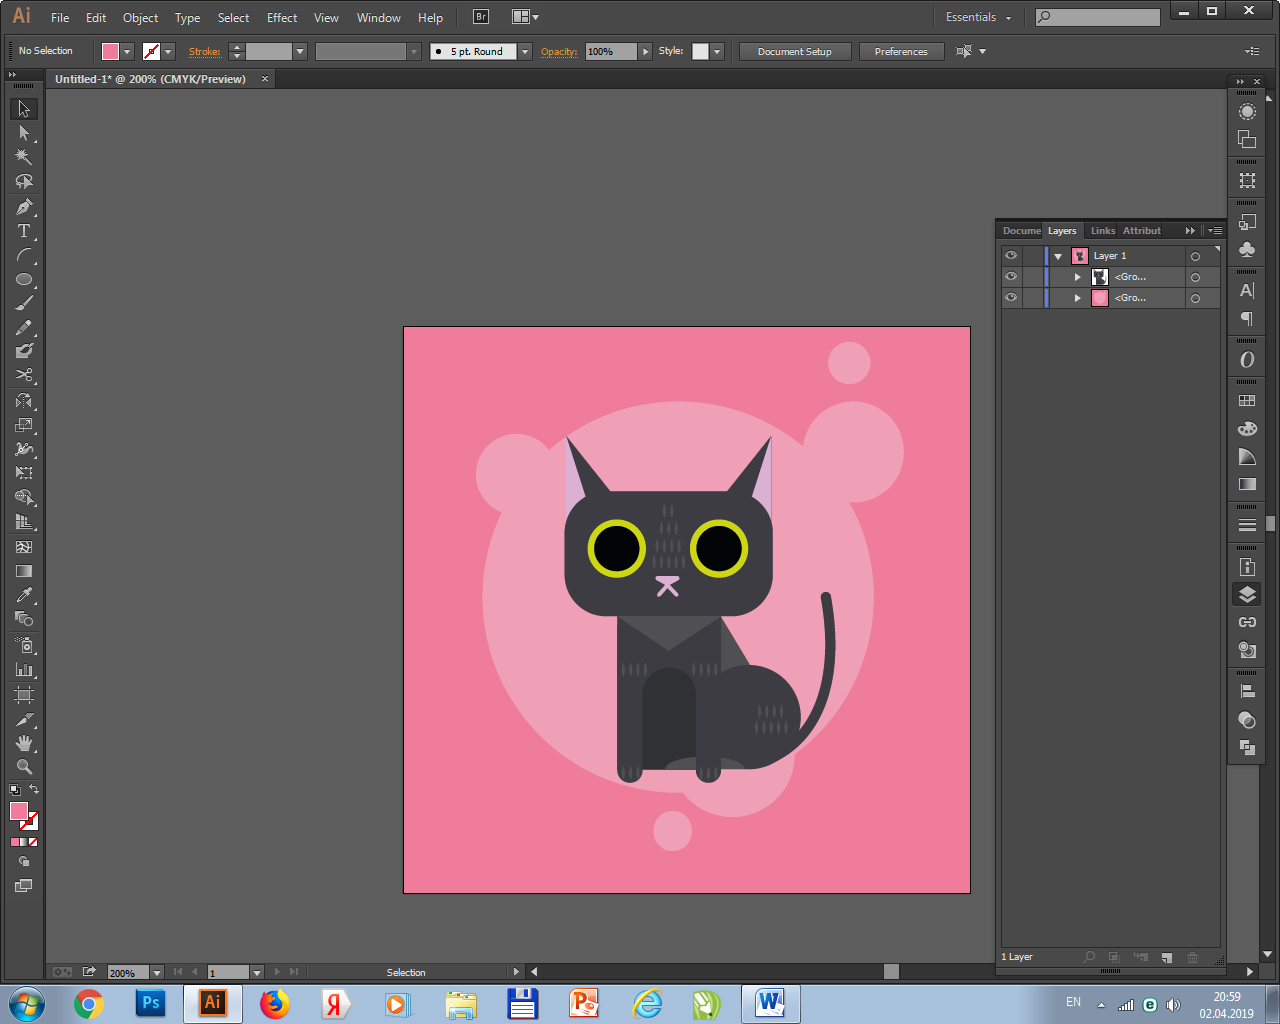 Ai File Edit Object Type Select Effect View Window Help Br Essentials
No Selection Stroke: 5 pt. Round Opacity: 100% Style: Document Setup Preferences
Untitled-1* @ 200% (CMYK/Preview) ×
Docume Layers Links Attribut
Layer 1
<Gro...
<Gro...
1 Layer
200% 1 Selection
Ps Ai Я P W EN 20:59
02.04.2019